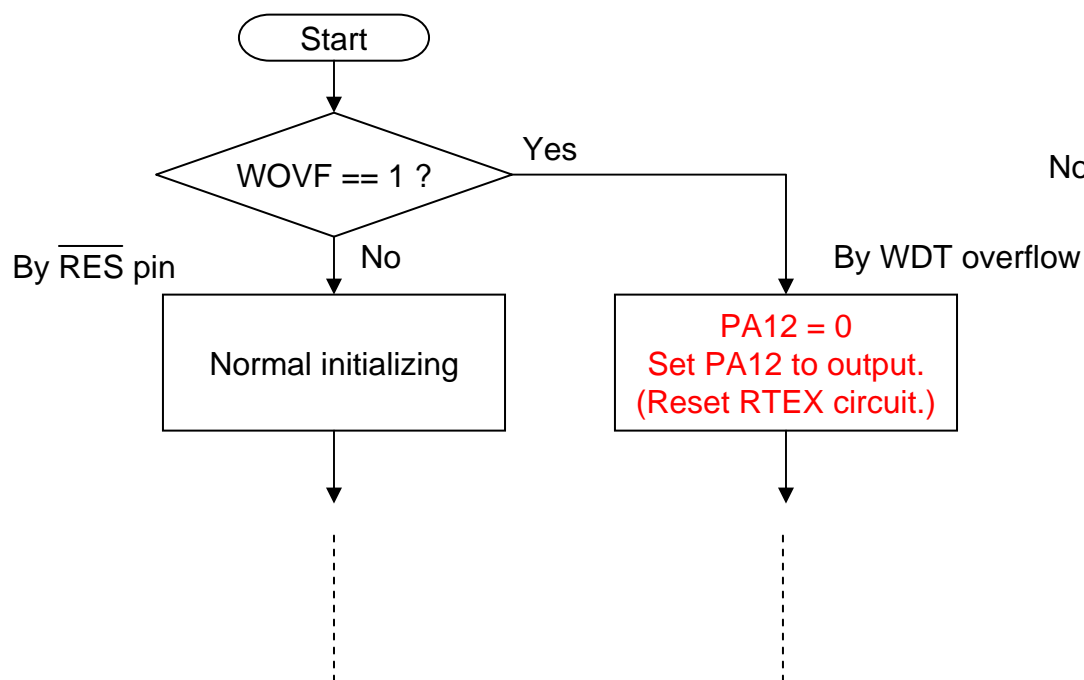 Start
WOVF == 1 ?
Yes
No
By RES pin
No
By WDT overflow
Normal initializing
PA12 = 0
Set PA12 to output.
(Reset RTEX circuit.)